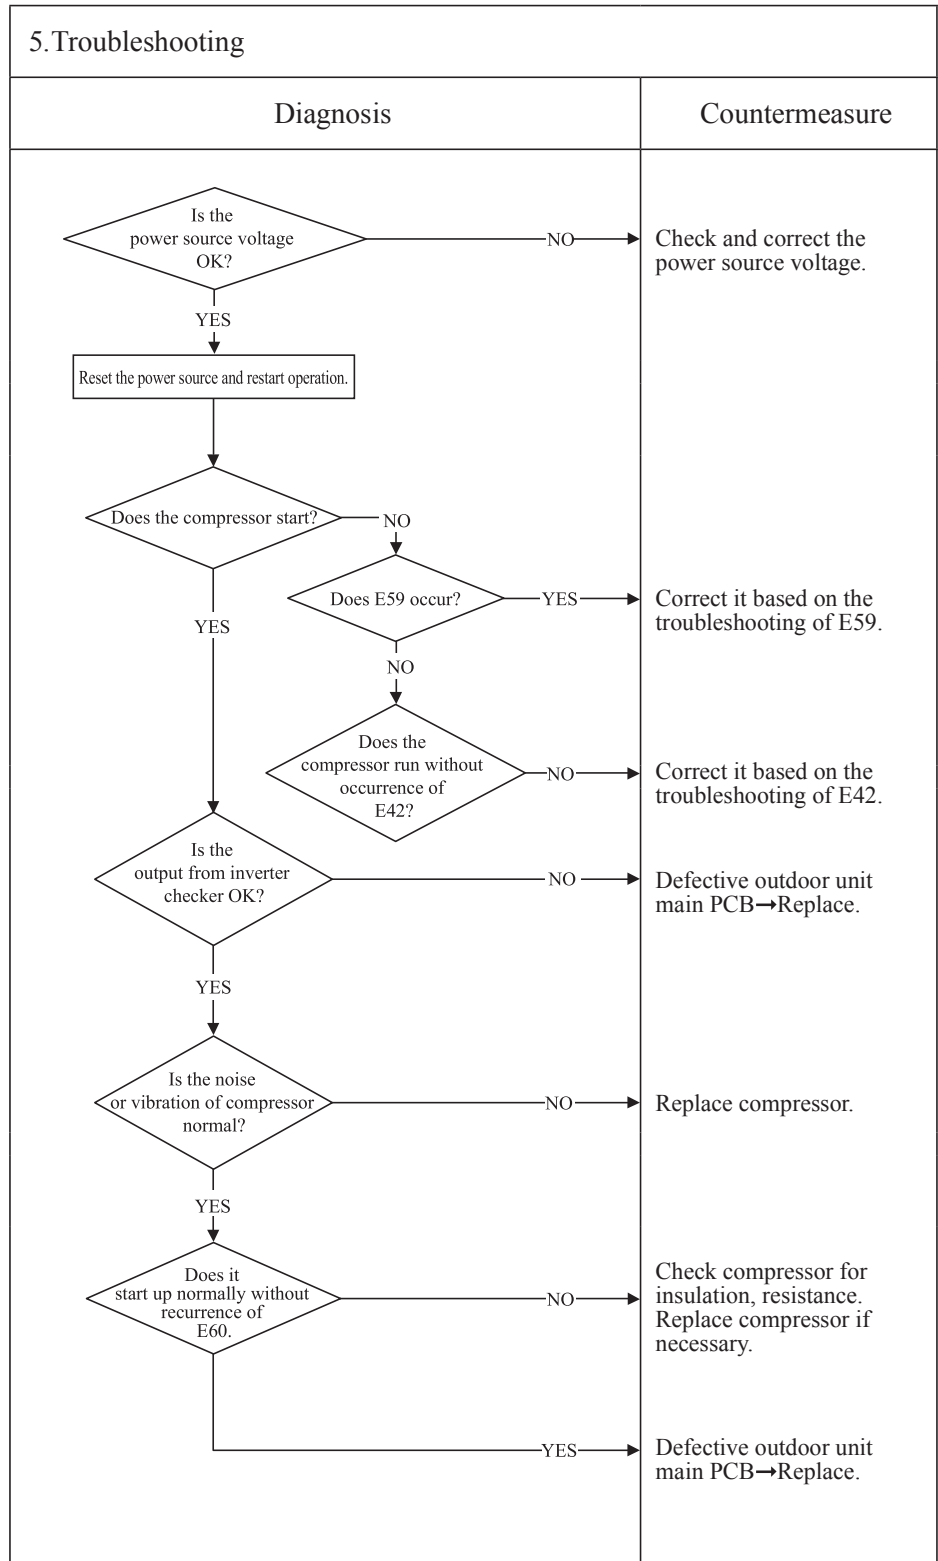 5.Troubleshooting
Diagnosis
Countermeasure
Is the
power source voltage
OK?
NO
Check and correct the
power source voltage.
YES
Reset the power source and restart operation.
Does the compressor start?
NO
Does E59 occur?
YES
Correct it based on the
troubleshooting of E59.
YES
NO
Does the
compressor run without
occurrence of
E42?
NO
Correct it based on the
troubleshooting of E42.
Is the
output from inverter
checker OK?
NO
Defective outdoor unit
main PCB→Replace.
YES
Is the noise
or vibration of compressor
normal?
NO
Replace compressor.
YES
Does it
start up normally without
recurrence of
E60.
NO
Check compressor for
insulation, resistance.
Replace compressor if
necessary.
YES
Defective outdoor unit
main PCB→Replace.